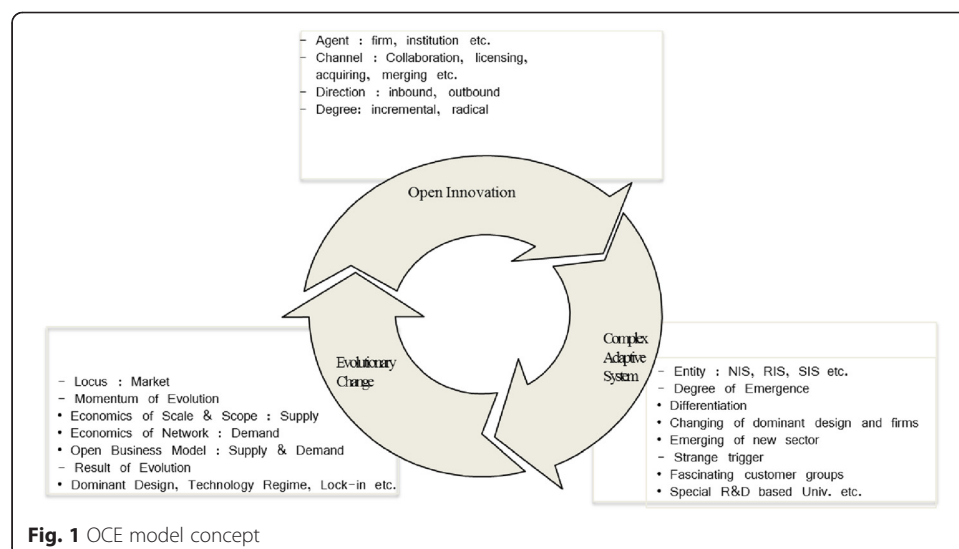 – Agent : firm, institution etc.
– Channel : Collaboration, licensing,
acquiring, merging etc.
– Direction : inbound, outbound
– Degree: incremental, radical
Open Innovation
Complex
Adaptive
System
Evolutionary
Change
– Locus : Market
– Momentum of Evolution
• Economics of Scale & Scope : Supply
• Economics of Network : Demand
• Open Business Model : Supply & Demand
– Result of Evolution
• Dominant Design, Technology Regime, Lock-in etc.
– Entity : NIS, RIS, SIS etc.
– Degree of Emergence
• Differentiation
• Changing of dominant design and firms
• Emerging of new sector
– Strange trigger
• Fascinating customer groups
• Special R&D based Univ. etc.
Fig. 1 OCE model concept